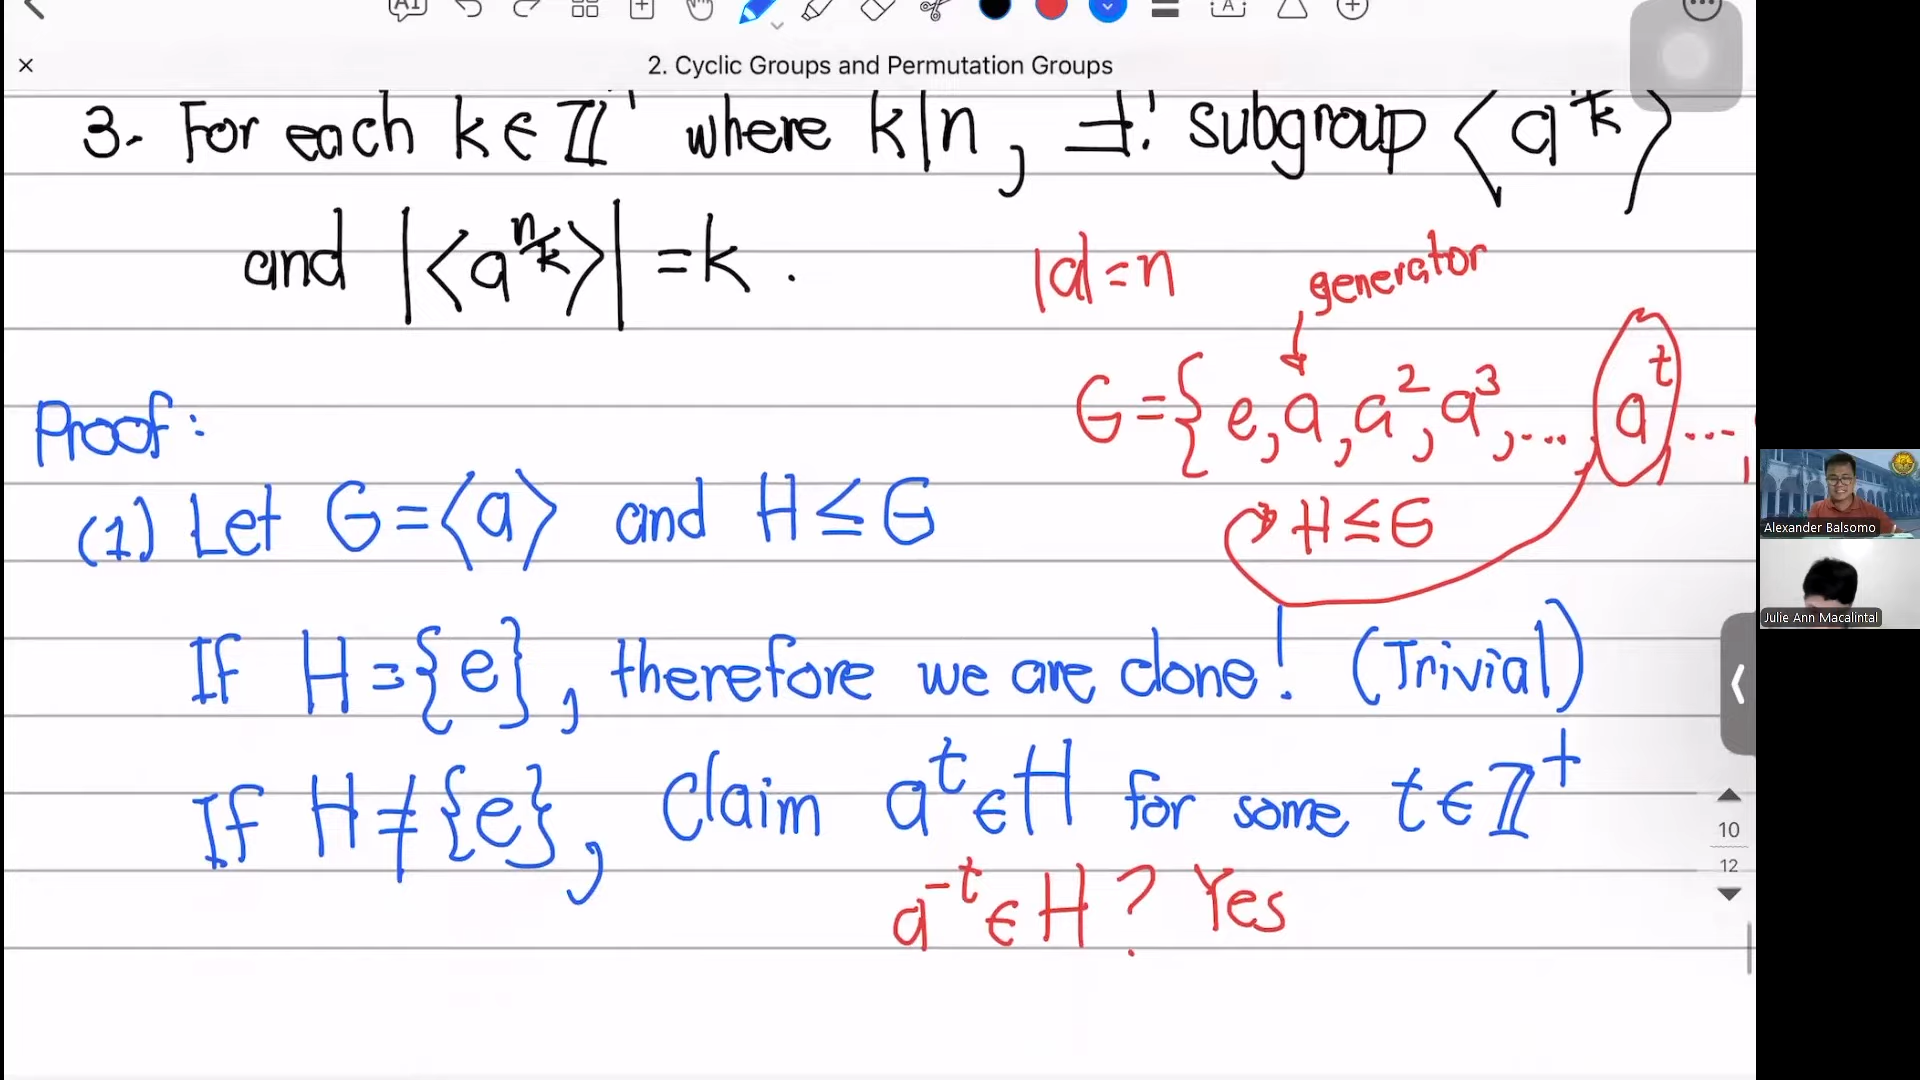 2. Cyclic Groups and Permutation Groups
3. For each k ∈ ℤ⁺ where k|n, ∃! subgroup ⟨a^{n/k}⟩
and |⟨a^{n/k}⟩| = k.
|a| = n
generator
G = { e, a, a², a³, ..., a^t, ...,
Proof:
(1) Let G = ⟨a⟩ and H ≤ G
H ≤ G
If H = {e}, therefore we are done! (Trivial)
If H ≠ {e}, Claim a^t ∈ H for some t ∈ ℤ⁺
a^{-t} ∈ H? Yes
10
12
Alexander Balsomo
Julie Ann Macalintal